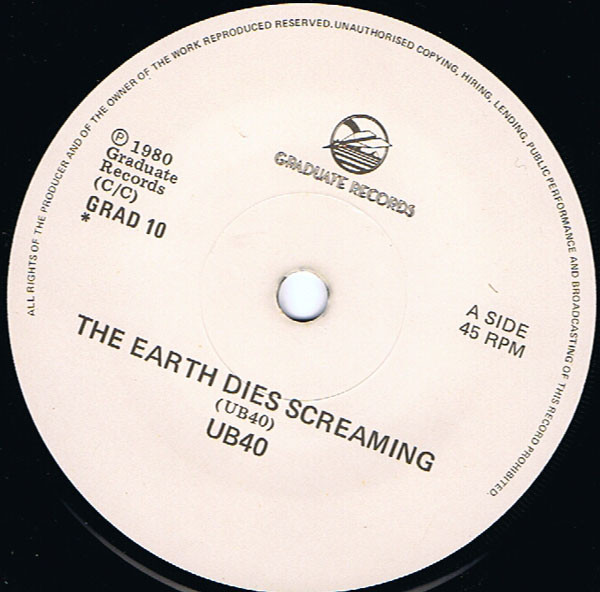 ALL RIGHTS OF THE PRODUCER AND OF THE OWNER OF THE WORK REPRODUCED RESERVED. UNAUTHORISED COPYING, HIRING, LENDING, PUBLIC PERFORMANCE AND BROADCASTING OF THIS RECORD PROHIBITED.
GRADUATE RECORDS
Ⓟ 1980
Graduate
Records
(C/C)
GRAD 10
*
A SIDE
45 RPM
THE EARTH DIES SCREAMING
(UB40)
UB40